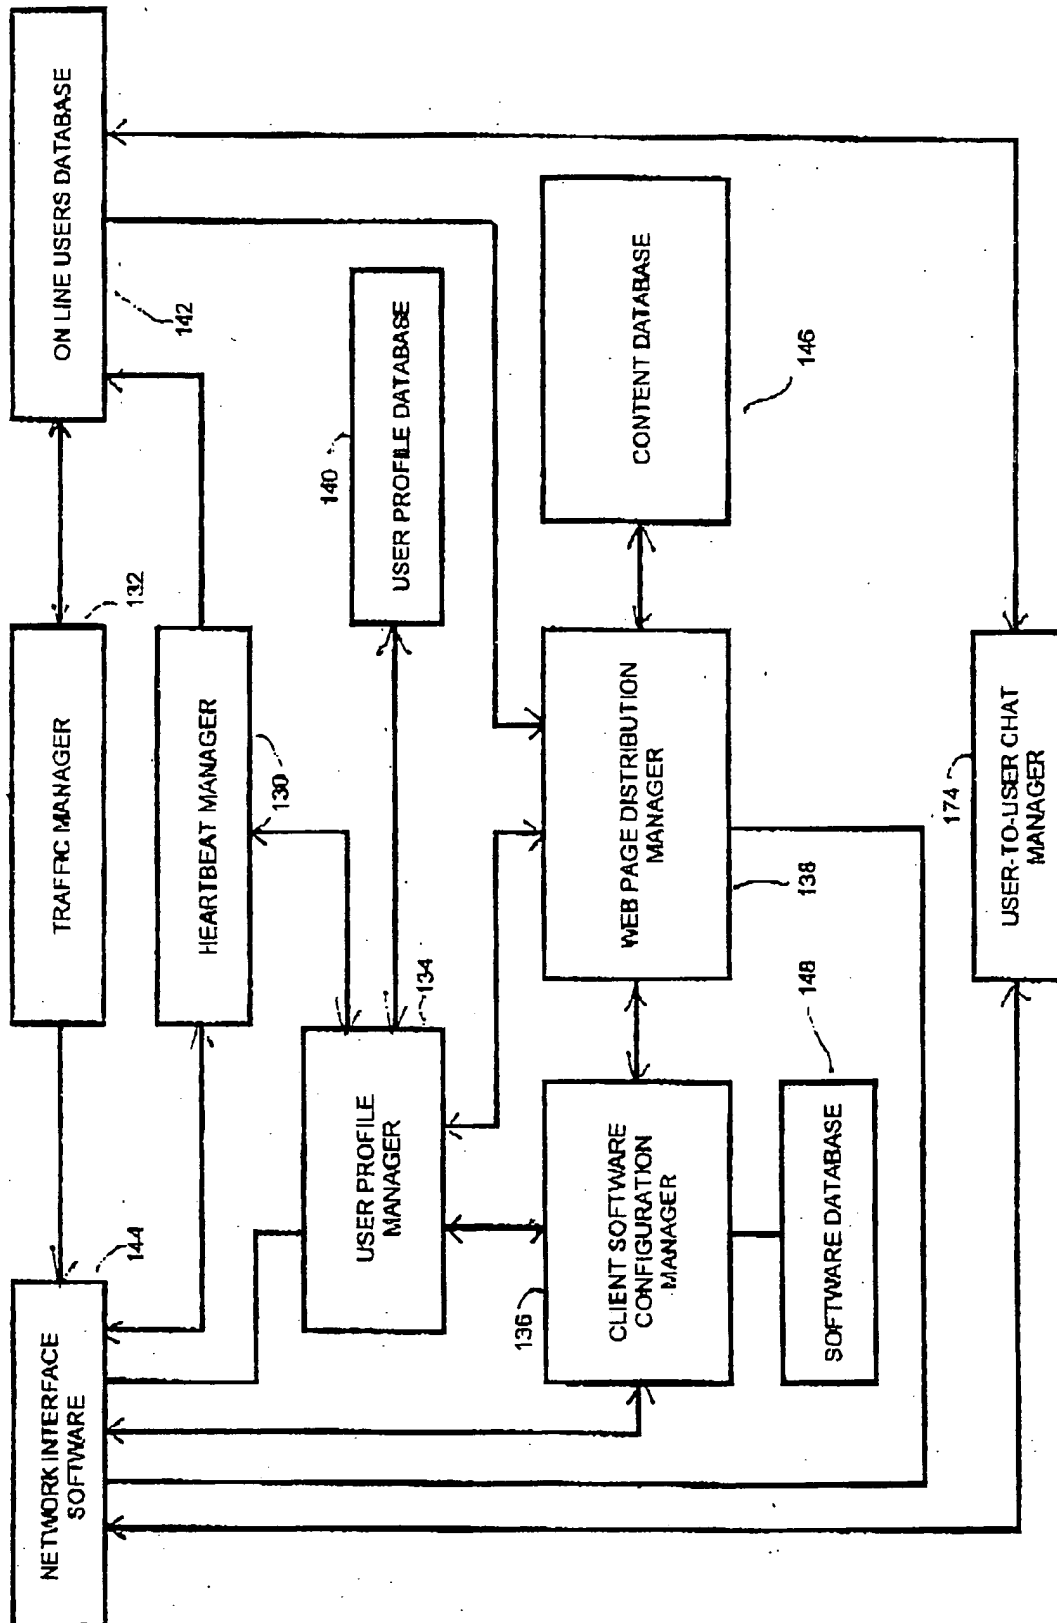 NETWORK INTERFACE
SOFTWARE
144
TRAFFIC MANAGER
132
ON LINE USERS DATABASE
142
HEARTBEAT MANAGER
130
USER PROFILE
MANAGER
134
140
USER PROFILE DATABASE
136
CLIENT SOFTWARE
CONFIGURATION
MANAGER
WEB PAGE DISTRIBUTION
MANAGER
138
CONTENT DATABASE
146
148
SOFTWARE DATABASE
174
USER-TO-USER CHAT
MANAGER